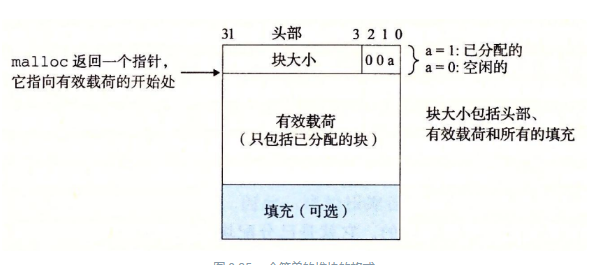 31 头部 3 2 1 0
块大小 0 0 a
a = 1: 已分配的
a = 0: 空闲的
malloc 返回一个指针，
它指向有效载荷的开始处
有效载荷
（只包括已分配的块）
块大小包括头部、
有效载荷和所有的填充
填充（可选）